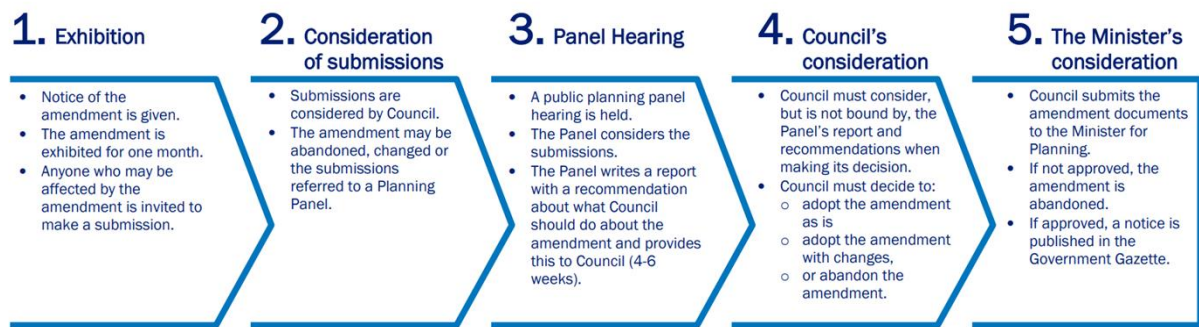 1. Exhibition
• Notice of the
amendment is given.
• The amendment is
exhibited for one month.
• Anyone who may be
affected by the
amendment is invited to
make a submission.
2. Consideration
of submissions
• Submissions are
considered by Council.
• The amendment may be
abandoned, changed or
the submissions
referred to a Planning
Panel.
3. Panel Hearing
• A public planning panel
hearing is held.
• The Panel considers the
submissions.
• The Panel writes a report
with a recommendation
about what Council
should do about the
amendment and provides
this to Council (4-6
weeks).
4. Council's
consideration
• Council must consider,
but is not bound by, the
Panel's report and
recommendations when
making its decision.
• Council must decide to:
o adopt the amendment
as is
o adopt the amendment
with changes,
o or abandon the
amendment.
5. The Minister's
consideration
• Council submits the
amendment documents
to the Minister for
Planning.
• If not approved, the
amendment is
abandoned.
• If approved, a notice is
published in the
Government Gazette.